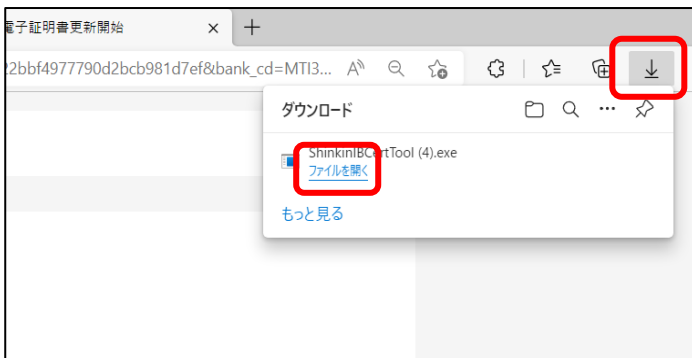 電子証明書更新開始
22bbf4977790d2bcb981d7ef&bank_cd=MTI3...
ダウンロード
ShinkinIBCertTool (4).exe
ファイルを開く
もっと見る